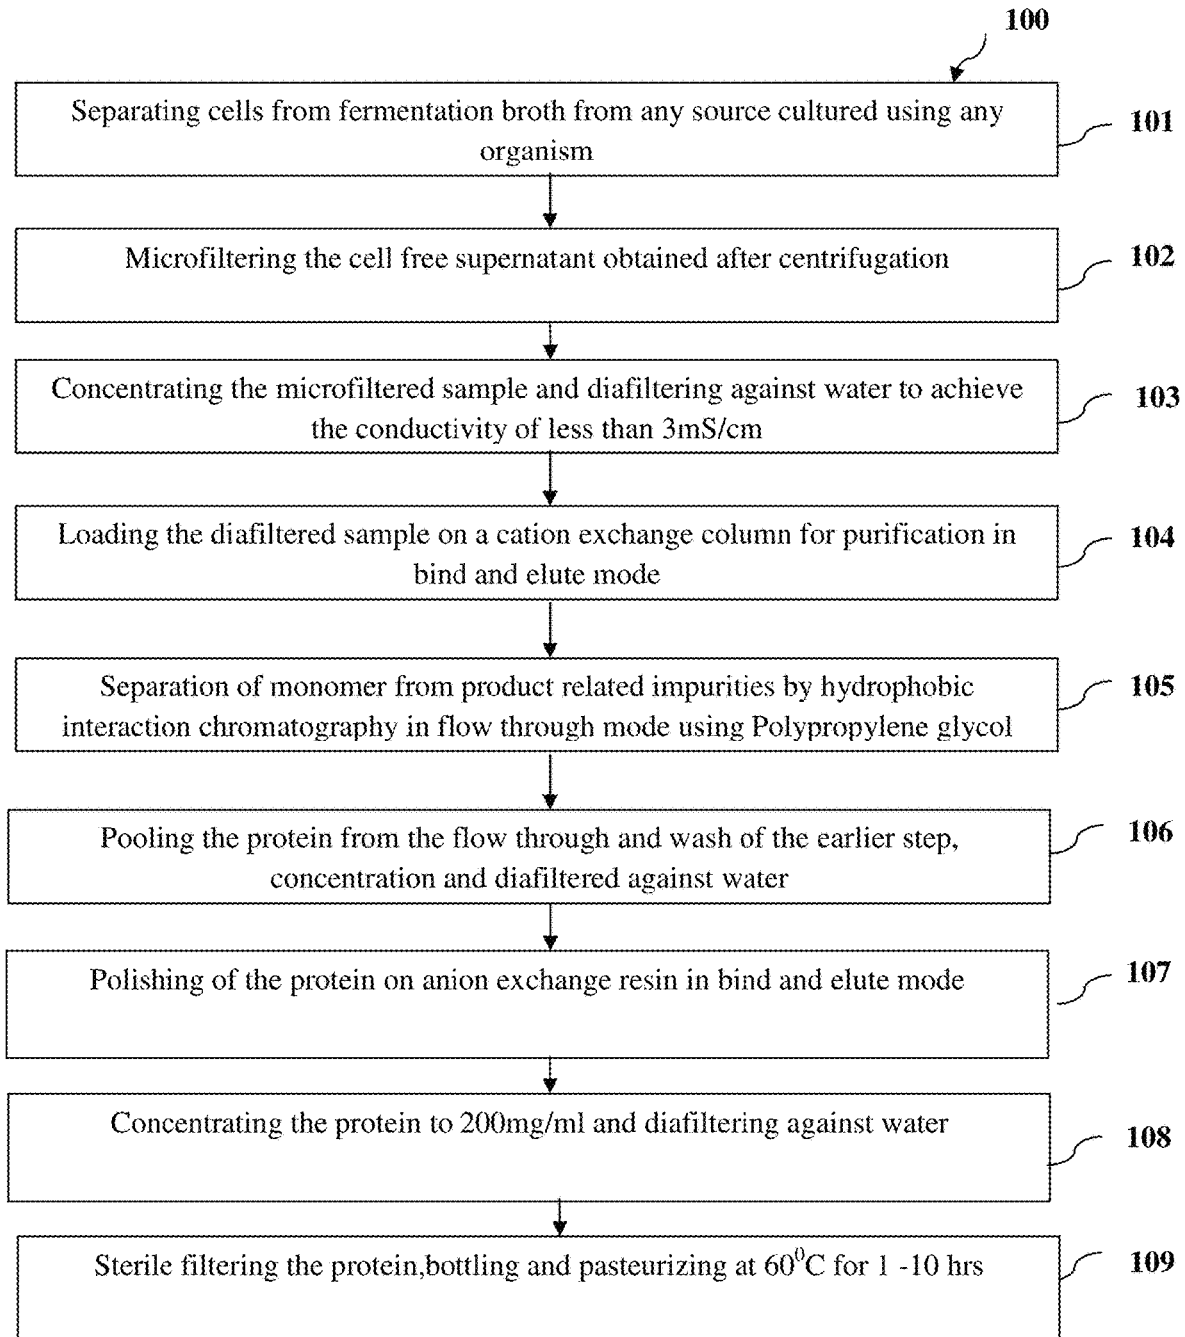 100
Separating cells from fermentation broth from any source cultured using any
organism
101
Microfiltering the cell free supernatant obtained after centrifugation
102
Concentrating the microfiltered sample and diafiltering against water to achieve
the conductivity of less than 3mS/cm
103
Loading the diafiltered sample on a cation exchange column for purification in
bind and elute mode
104
Separation of monomer from product related impurities by hydrophobic
interaction chromatography in flow through mode using Polypropylene glycol
105
Pooling the protein from the flow through and wash of the earlier step,
concentration and diafiltered against water
106
Polishing of the protein on anion exchange resin in bind and elute mode
107
Concentrating the protein to 200mg/ml and diafiltering against water
108
Sterile filtering the protein,bottling and pasteurizing at 60⁰C for 1 -10 hrs
109